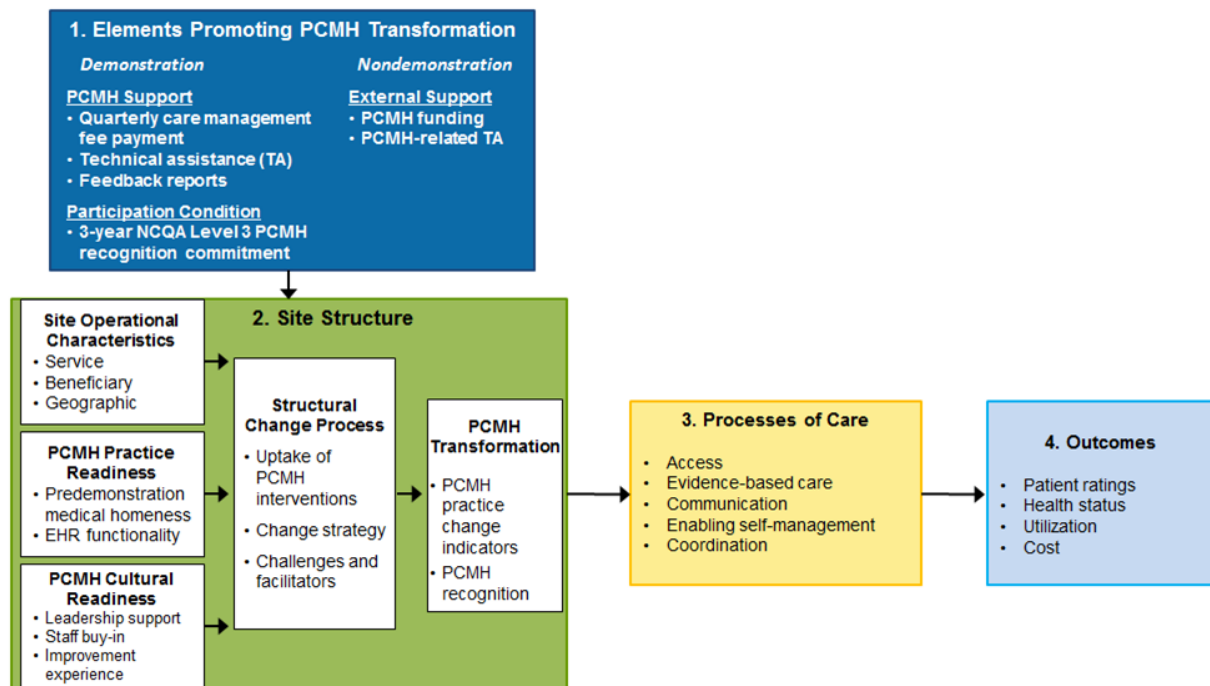 1. Elements Promoting PCMH Transformation
Demonstration
PCMH Support
• Quarterly care management
fee payment
• Technical assistance (TA)
• Feedback reports
Participation Condition
• 3-year NCQA Level 3 PCMH
recognition commitment
Nondemonstration
External Support
• PCMH funding
• PCMH-related TA
2. Site Structure
Site Operational
Characteristics
• Service
• Beneficiary
• Geographic
PCMH Practice
Readiness
• Predemonstration
medical homeness
• EHR functionality
PCMH Cultural
Readiness
• Leadership support
• Staff buy-in
• Improvement
experience
Structural
Change Process
• Uptake of
PCMH
interventions
• Change strategy
• Challenges and
facilitators
PCMH
Transformation
• PCMH
practice
change
indicators
• PCMH
recognition
3. Processes of Care
• Access
• Evidence-based care
• Communication
• Enabling self-management
• Coordination
4. Outcomes
• Patient ratings
• Health status
• Utilization
• Cost